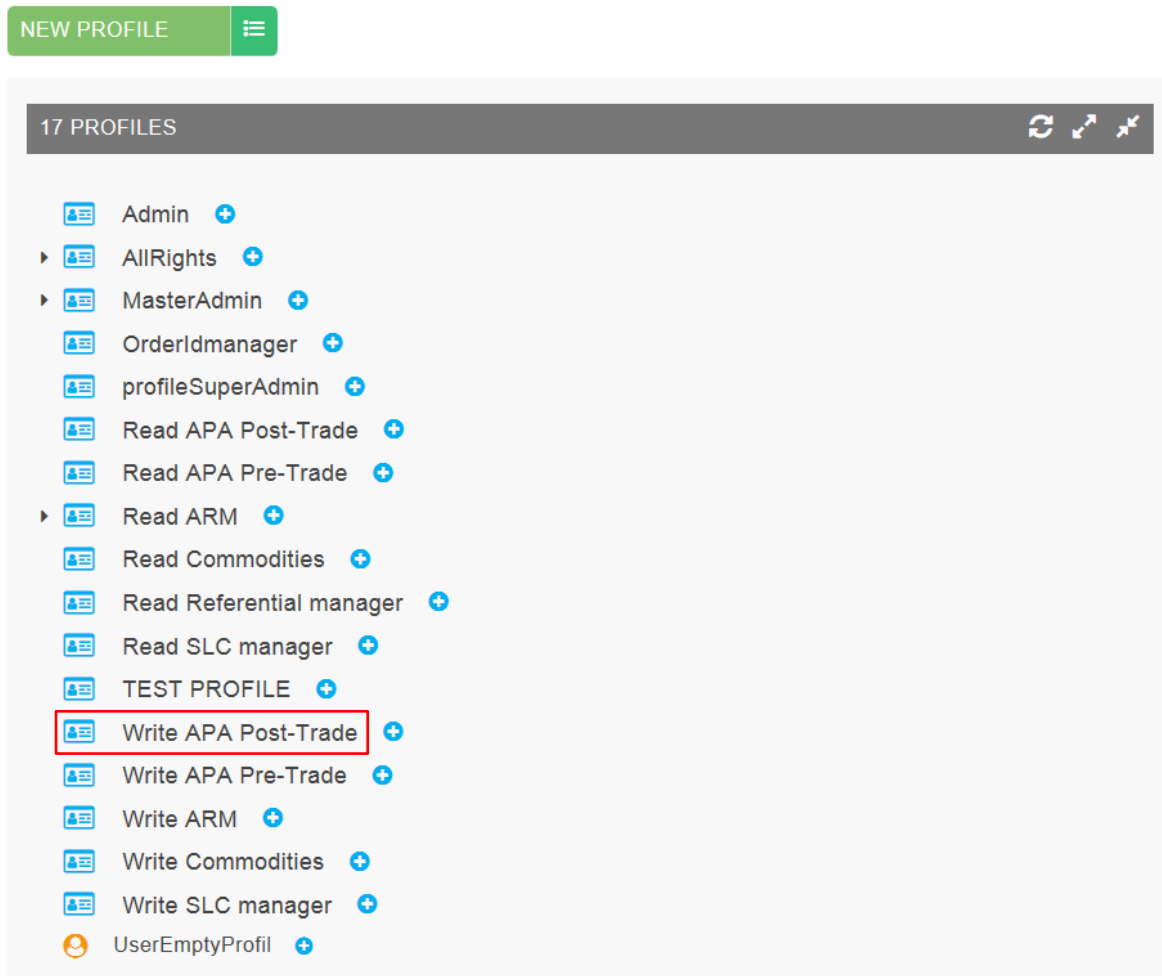 NEW PROFILE
17 PROFILES
Admin
AllRights
MasterAdmin
OrderIdmanager
profileSuperAdmin
Read APA Post-Trade
Read APA Pre-Trade
Read ARM
Read Commodities
Read Referential manager
Read SLC manager
TEST PROFILE
Write APA Post-Trade
Write APA Pre-Trade
Write ARM
Write Commodities
Write SLC manager
UserEmptyProfil